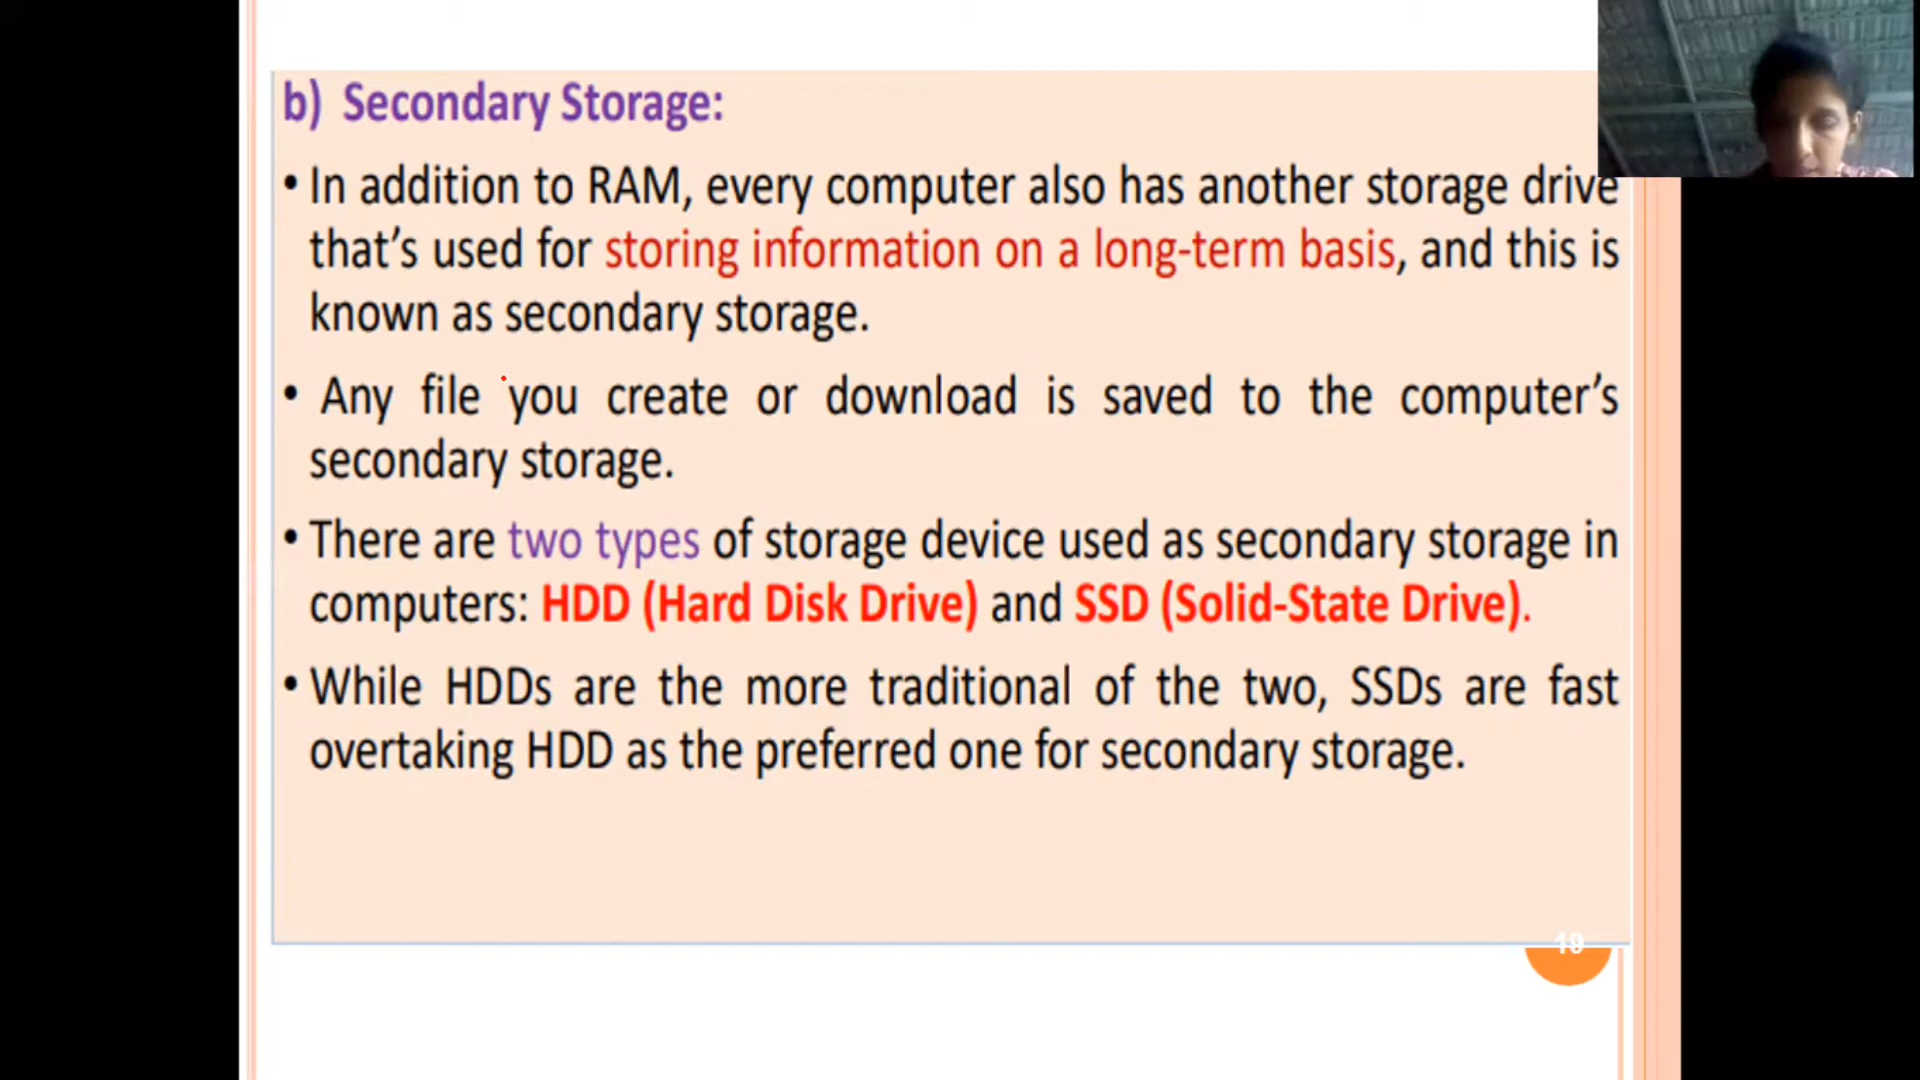 b) Secondary Storage:
• In addition to RAM, every computer also has another storage drive
that’s used for storing information on a long-term basis, and this is
known as secondary storage.
• Any file you create or download is saved to the computer’s
secondary storage.
• There are two types of storage device used as secondary storage in
computers: HDD (Hard Disk Drive) and SSD (Solid-State Drive).
• While HDDs are the more traditional of the two, SSDs are fast
overtaking HDD as the preferred one for secondary storage.